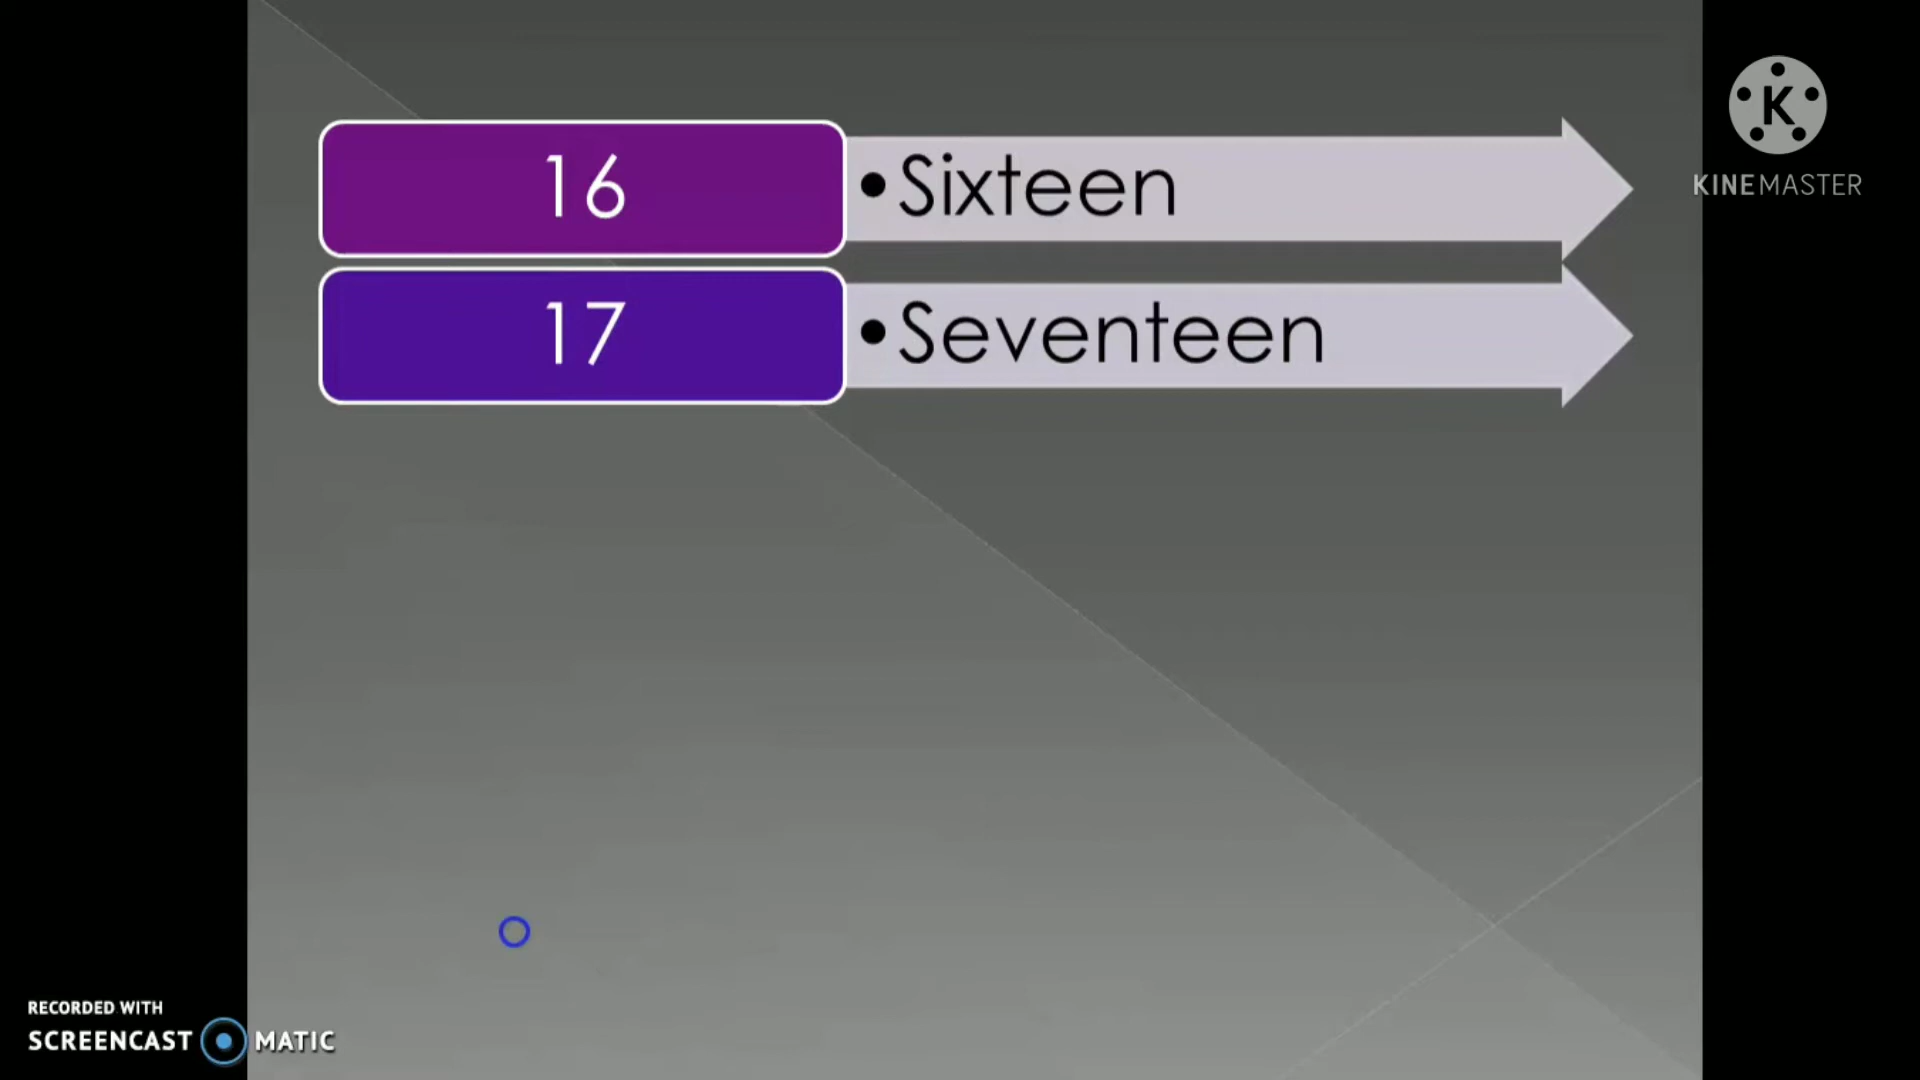 16
•Sixteen
17
•Seventeen
K
KINEMASTER
RECORDED WITH
SCREENCAST MATIC